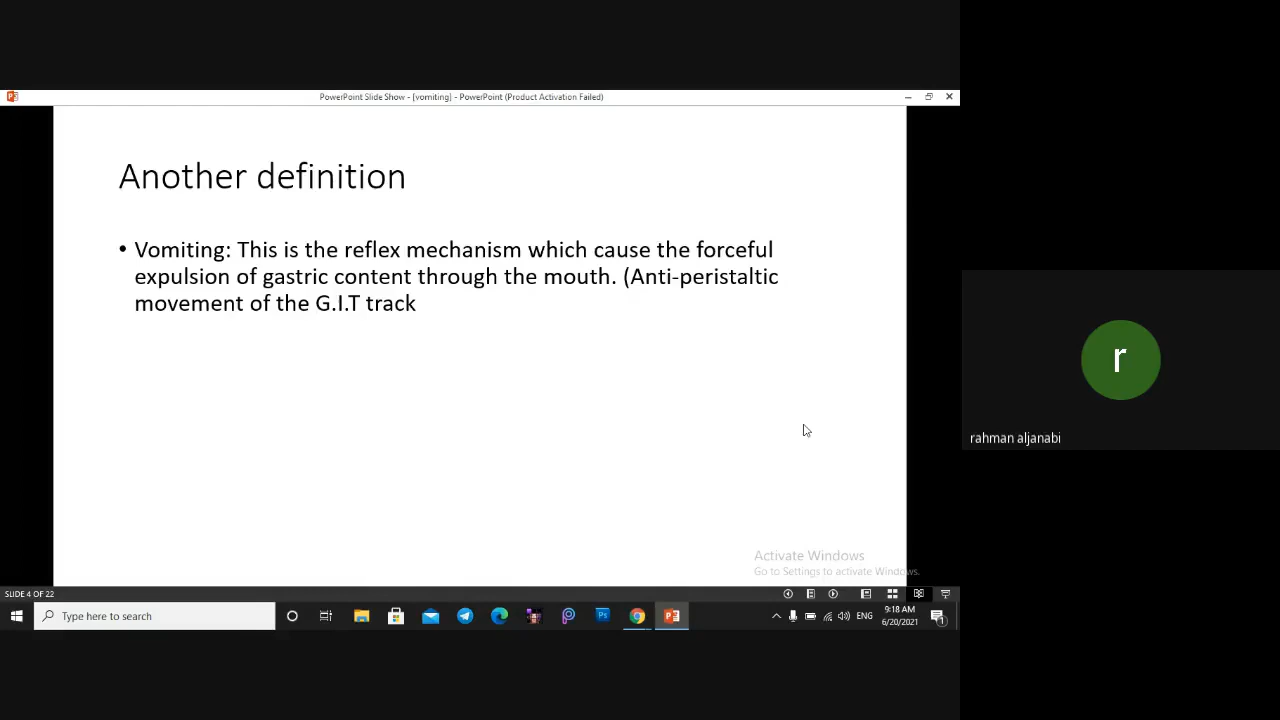 PowerPoint Slide Show - [vomiting] - PowerPoint (Product Activation Failed)
Another definition
• Vomiting: This is the reflex mechanism which cause the forceful
expulsion of gastric content through the mouth. (Anti-peristaltic
movement of the G.I.T track
r
rahman aljanabi
Activate Windows
Go to Settings to activate Windows.
SLIDE 4 OF 22
Type here to search
Ps
ENG
9:18 AM
6/20/2021
1